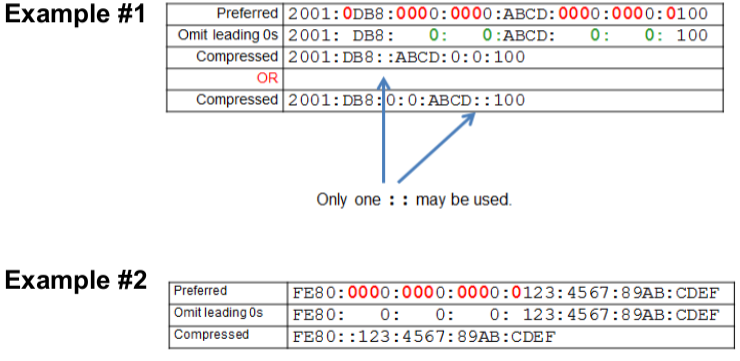 Example #1
Preferred 2001:0DB8:0000:0000:ABCD:0000:0000:0100
Omit leading 0s 2001: DB8: 0: 0:ABCD: 0: 0: 100
Compressed 2001:DB8::ABCD:0:0:100
OR
Compressed 2001:DB8:0:0:ABCD::100
Only one :: may be used.
Example #2
Preferred FE80:0000:0000:0000:0123:4567:89AB:CDEF
Omit leading 0s FE80: 0: 0: 0: 123:4567:89AB:CDEF
Compressed FE80::123:4567:89AB:CDEF